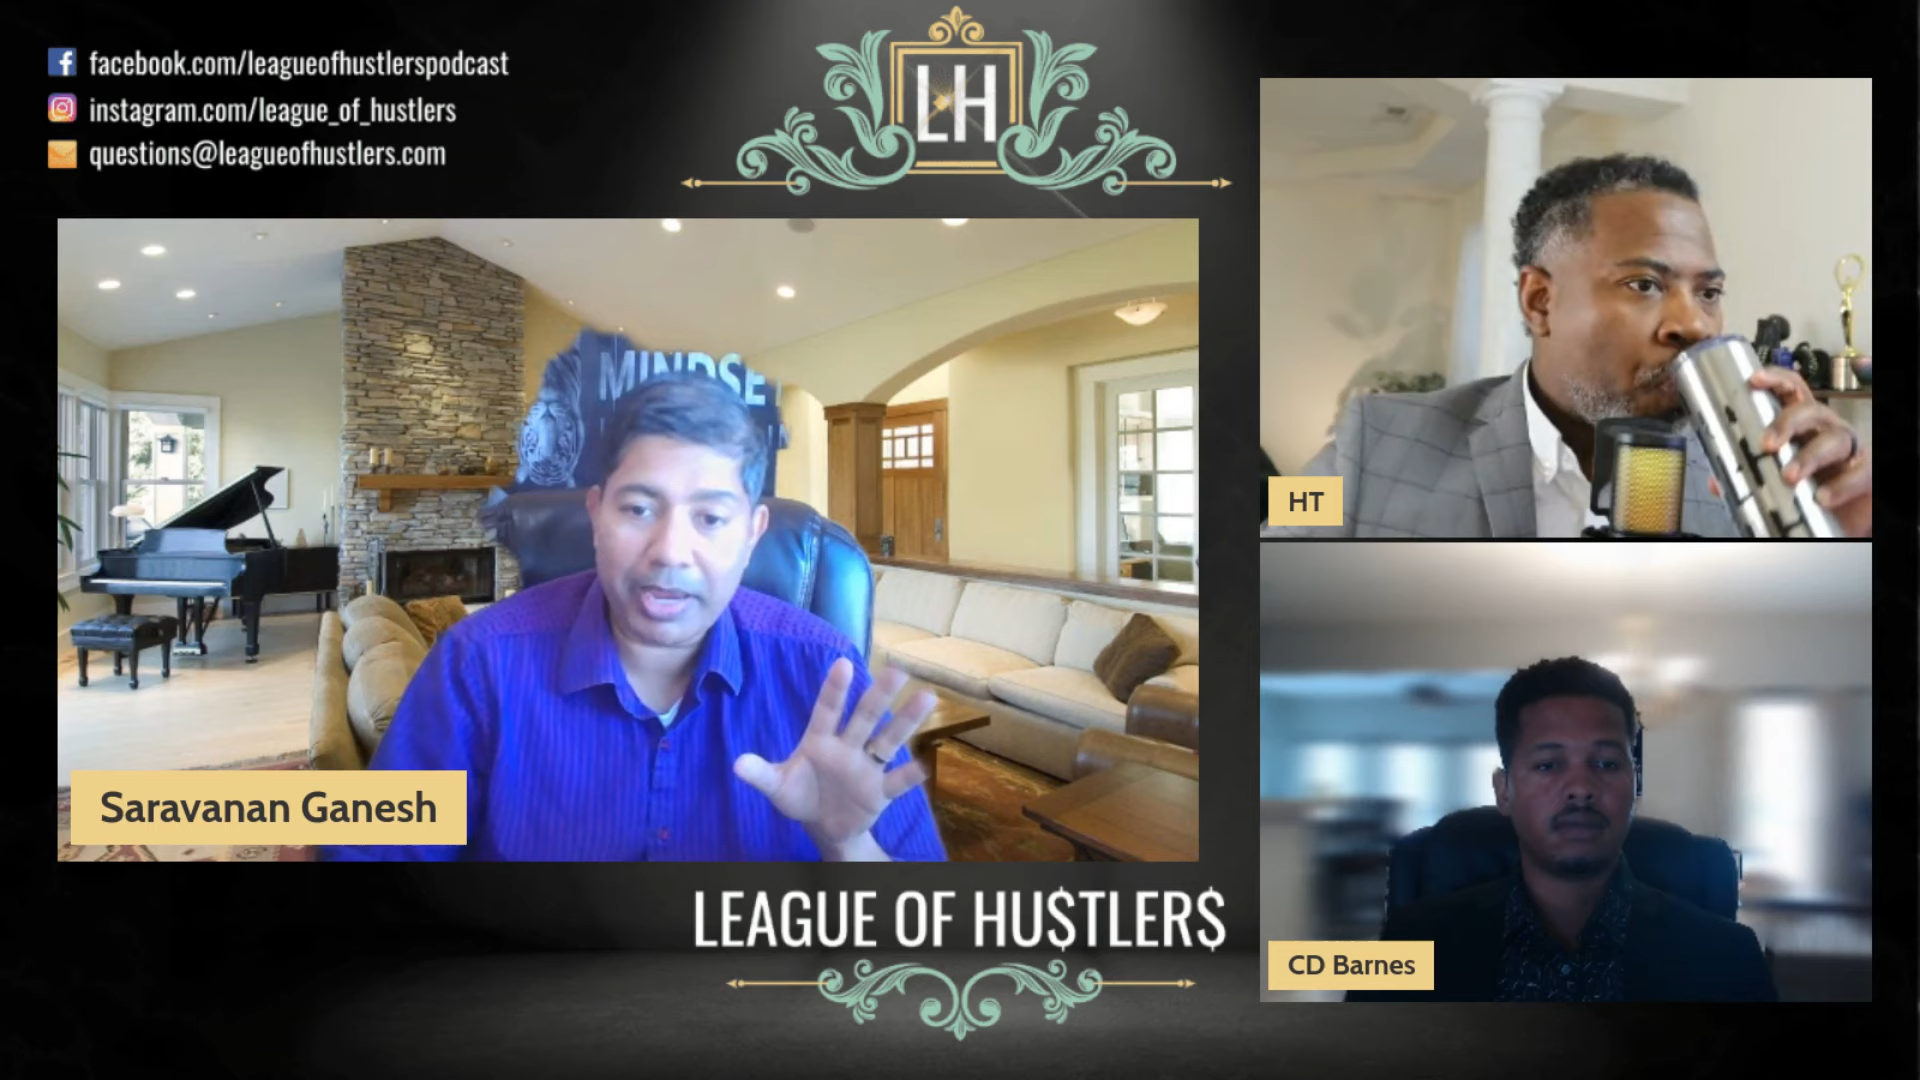 facebook.com/leagueofhustlerspodcast
instagram.com/league_of_hustlers
questions@leagueofhustlers.com
LH
MINDSE
Saravanan Ganesh
HT
CD Barnes
LEAGUE OF HU$TLER$